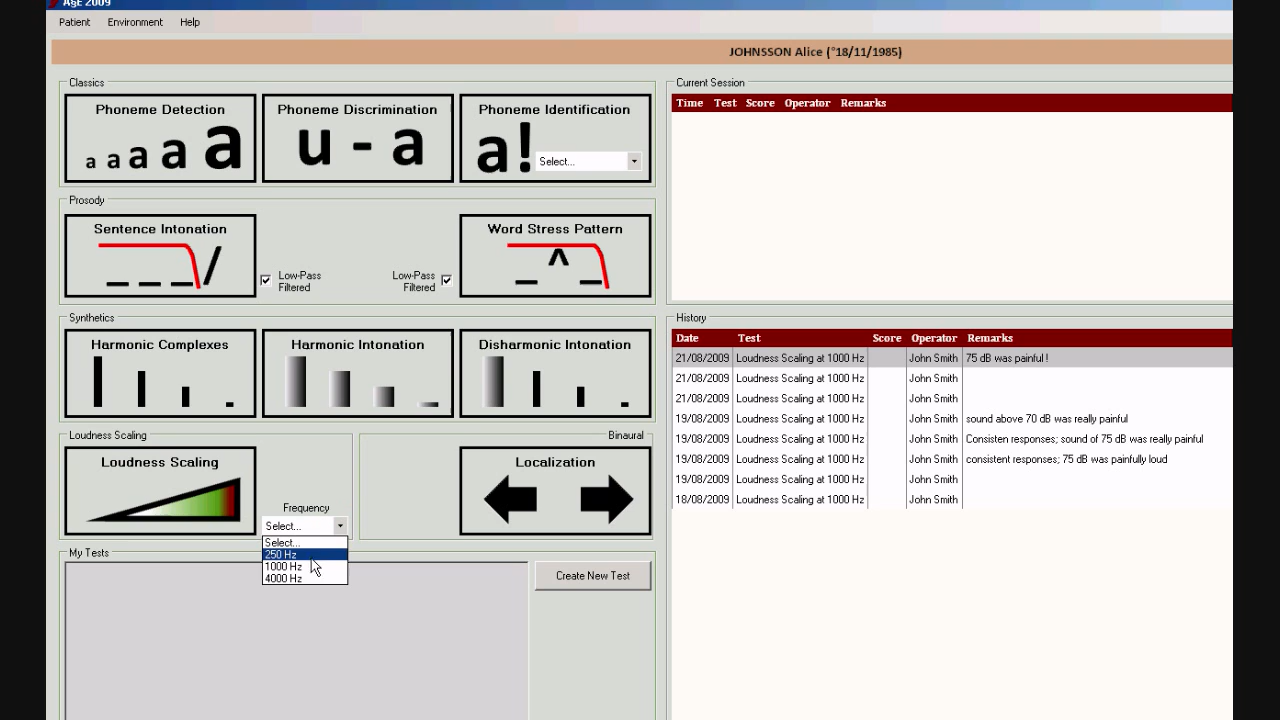 A§E 2009
Patient Environment Help
JOHNSSON Alice (°18/11/1985)
Classics
Phoneme Detection
a a a a a
Phoneme Discrimination
u - a
Phoneme Identification
a!
Select...
Prosody
Sentence Intonation
_ _ _ /
Low-Pass
Filtered
Low-Pass
Filtered
Word Stress Pattern
_ ^ _
Synthetics
Harmonic Complexes
Harmonic Intonation
Disharmonic Intonation
Loudness Scaling
Loudness Scaling
Frequency
Select...
Select...
250 Hz
1000 Hz
4000 Hz
Binaural
Localization
My Tests
Create New Test
Current Session
Time Test Score Operator Remarks
History
Date Test Score Operator Remarks
21/08/2009 Loudness Scaling at 1000 Hz John Smith 75 dB was painful !
21/08/2009 Loudness Scaling at 1000 Hz John Smith
21/08/2009 Loudness Scaling at 1000 Hz John Smith
19/08/2009 Loudness Scaling at 1000 Hz John Smith sound above 70 dB was really painful
19/08/2009 Loudness Scaling at 1000 Hz John Smith Consisten responses; sound of 75 dB was really painful
19/08/2009 Loudness Scaling at 1000 Hz John Smith consistent responses; 75 dB was painfully loud
19/08/2009 Loudness Scaling at 1000 Hz John Smith
18/08/2009 Loudness Scaling at 1000 Hz John Smith